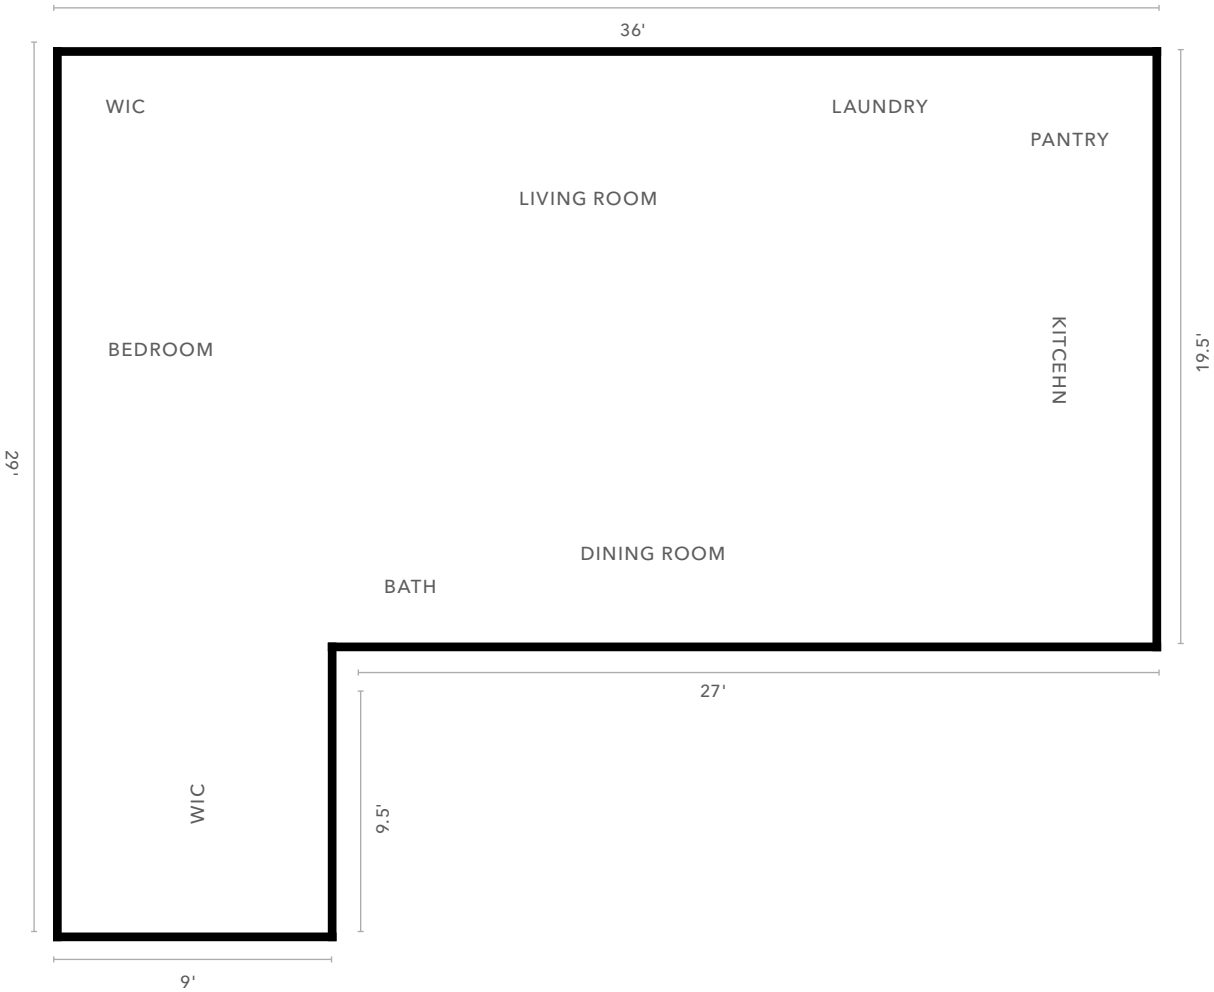 36'
WIC
LAUNDRY
PANTRY
LIVING ROOM
BEDROOM
KITCEHN
19.5'
29'
DINING ROOM
BATH
27'
WIC
9.5'
9'